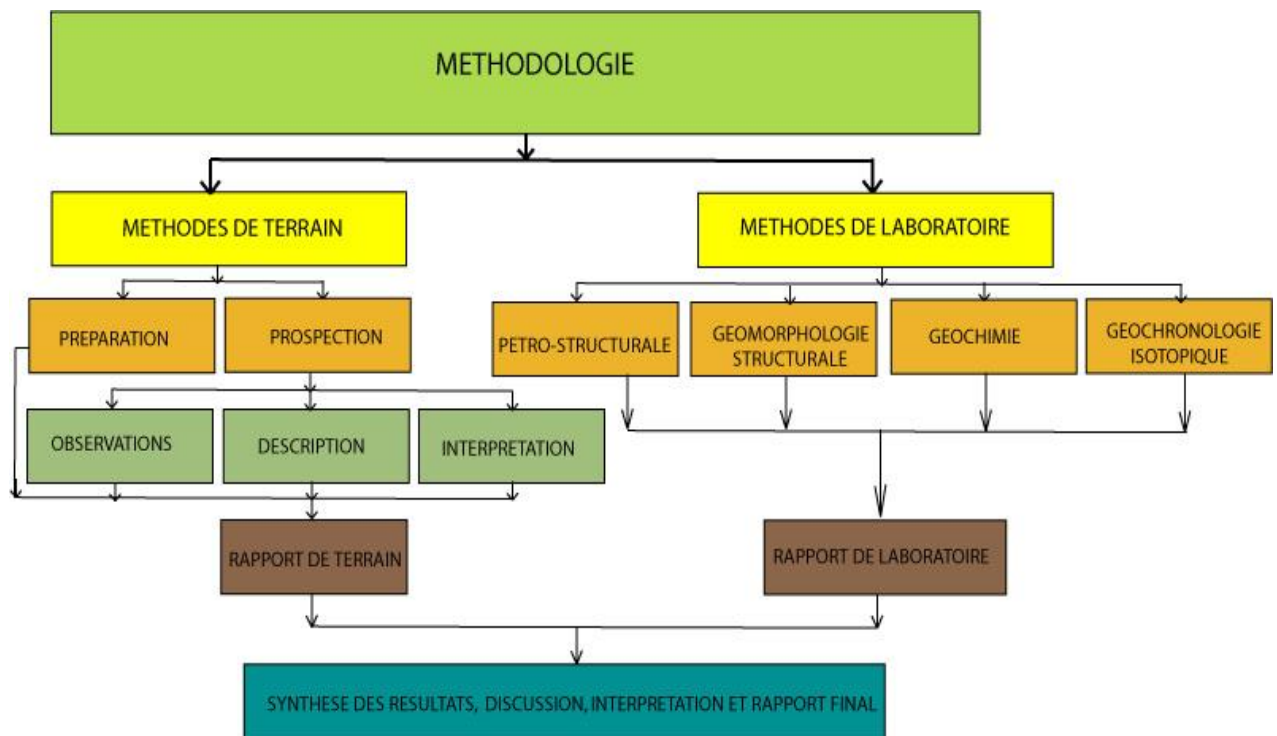 METHODOLOGIE
METHODES DE TERRAIN
METHODES DE LABORATOIRE
PREPARATION
PROSPECTION
PETRO-STRUCTURALE
GEOMORPHOLOGIE
STRUCTURALE
GEOCHIMIE
GEOCHRONOLOGIE
ISOTOPIQUE
OBSERVATIONS
DESCRIPTION
INTERPRETATION
RAPPORT DE TERRAIN
RAPPORT DE LABORATOIRE
SYNTHESE DES RESULTATS, DISCUSSION, INTERPRETATION ET RAPPORT FINAL